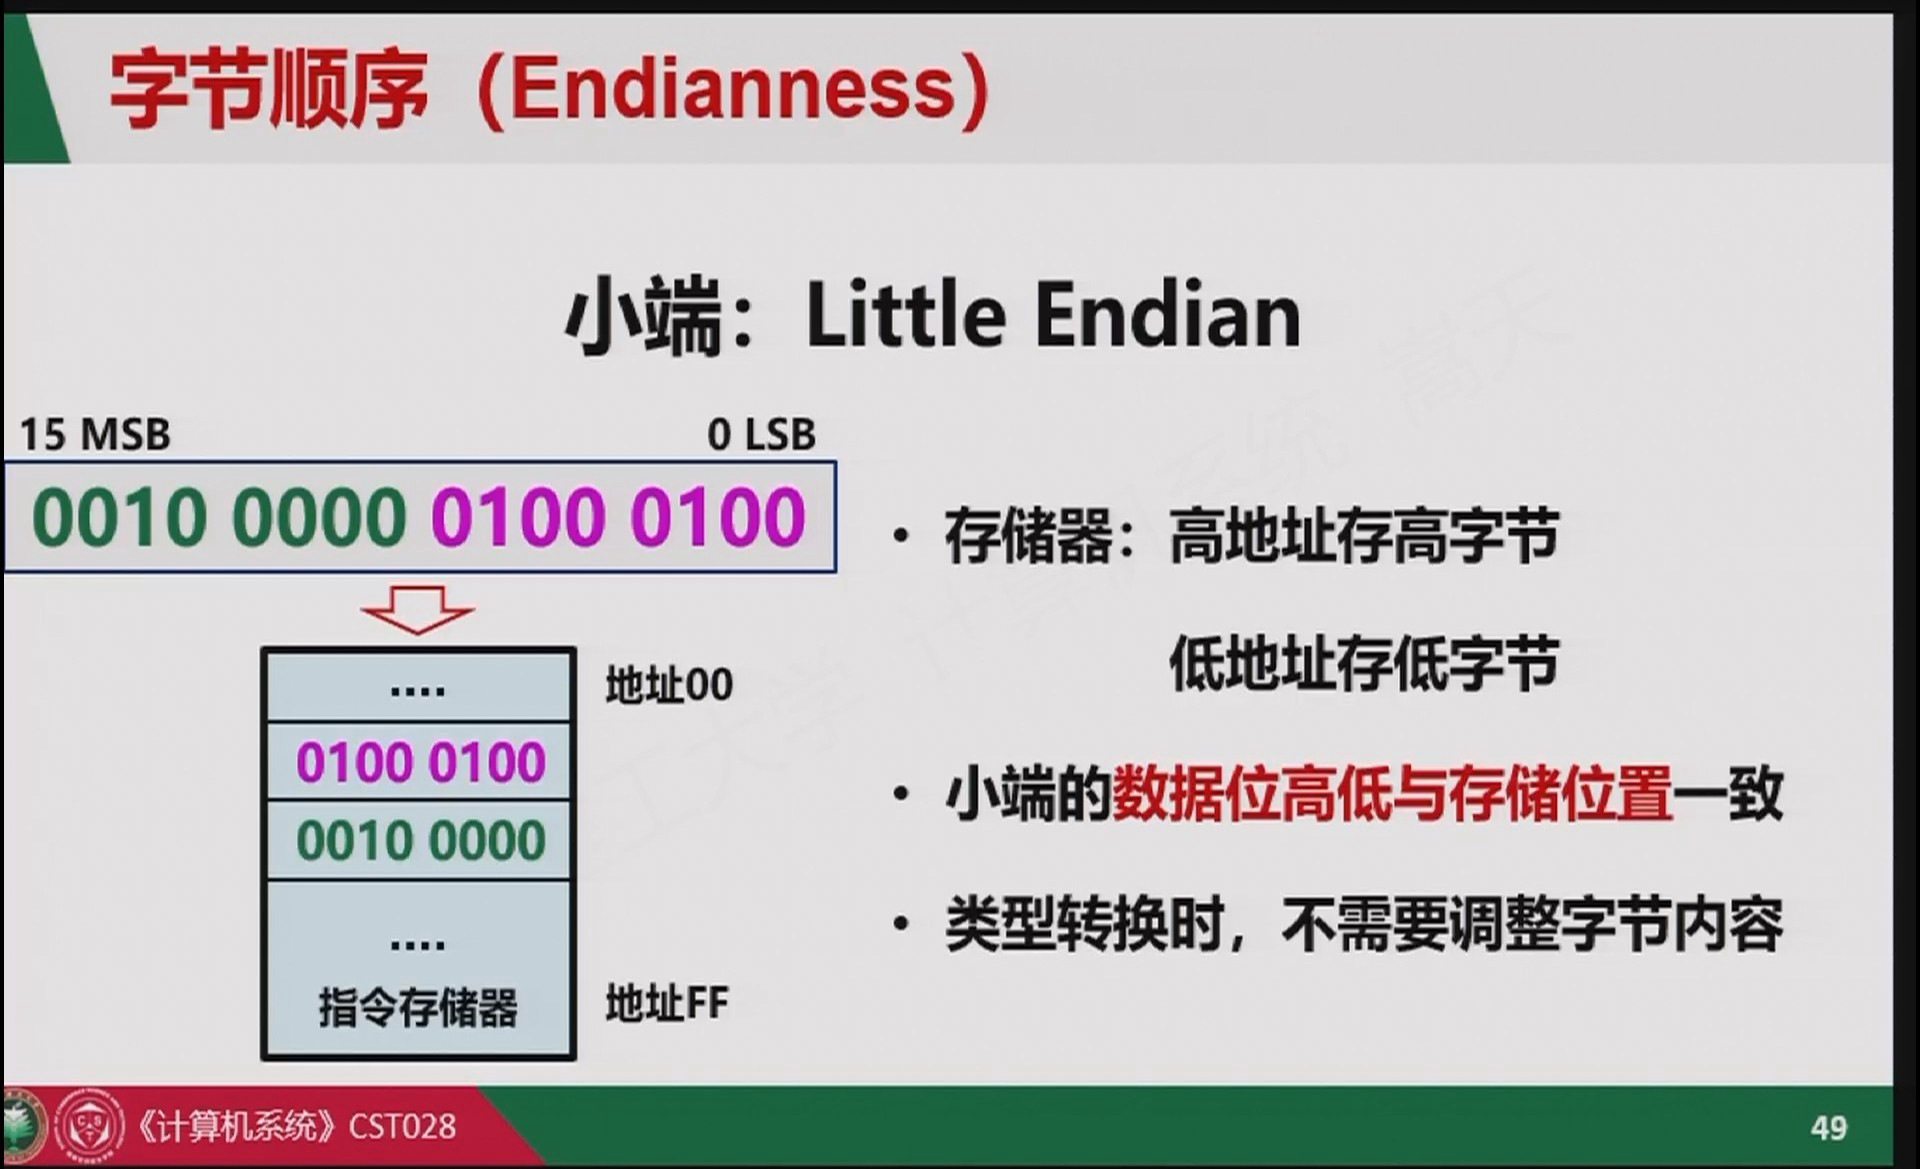 字节顺序（Endianness）
小端：Little Endian
15 MSB 0 LSB
0010 0000 0100 0100
....
地址00
0100 0100
0010 0000
....
指令存储器
地址FF
• 存储器：高地址存高字节
低地址存低字节
• 小端的数据位高低与存储位置一致
• 类型转换时，不需要调整字节内容
《计算机系统》CST028
49